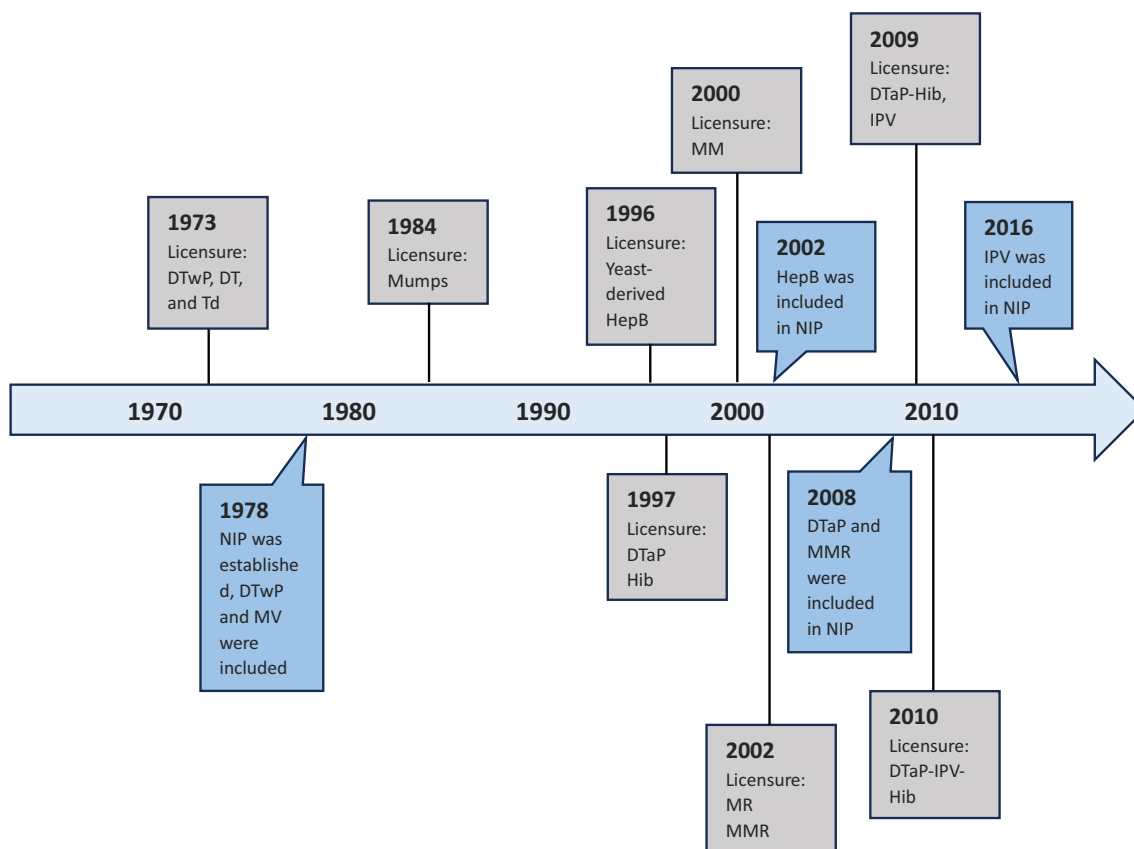 2009
Licensure:
DTaP-Hib,
IPV
2000
Licensure:
MM
1973
Licensure:
DTwP, DT,
and Td
1984
Licensure:
Mumps
1996
Licensure:
Yeast-
derived
HepB
2002
HepB was
included
in NIP
2016
IPV was
included
in NIP
1970
1980
1990
2000
2010
1978
NIP was
establishe
d, DTwP
and MV
were
included
1997
Licensure:
DTaP
Hib
2008
DTaP and
MMR
were
included
in NIP
2002
Licensure:
MR
MMR
2010
Licensure:
DTaP-IPV-
Hib